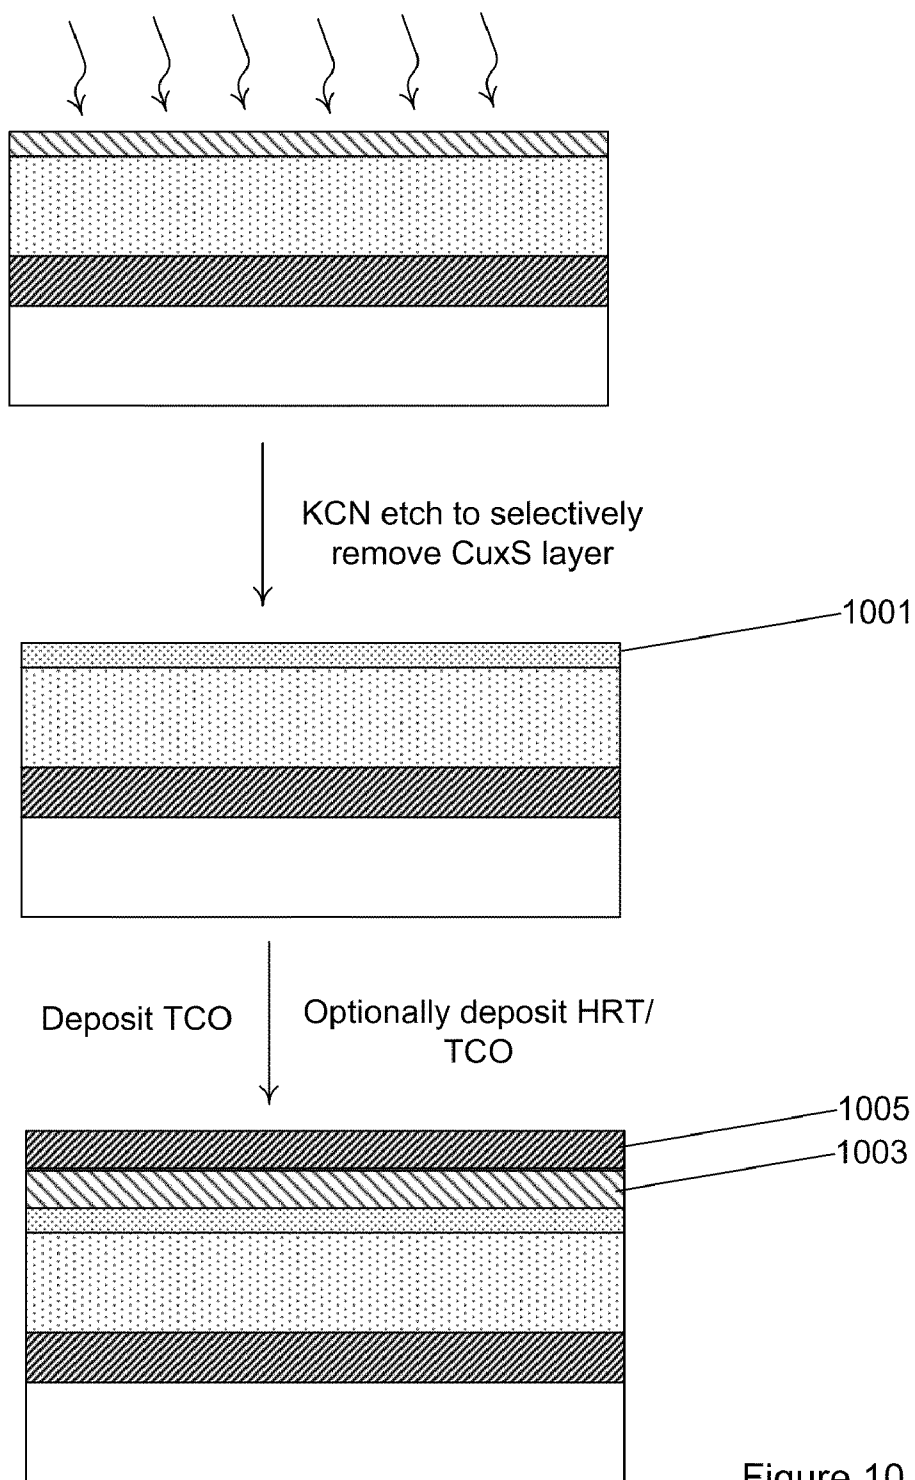 KCN etch to selectively
remove CuxS layer
1001
Deposit TCO
Optionally deposit HRT/
TCO
1005
1003
Figure 10